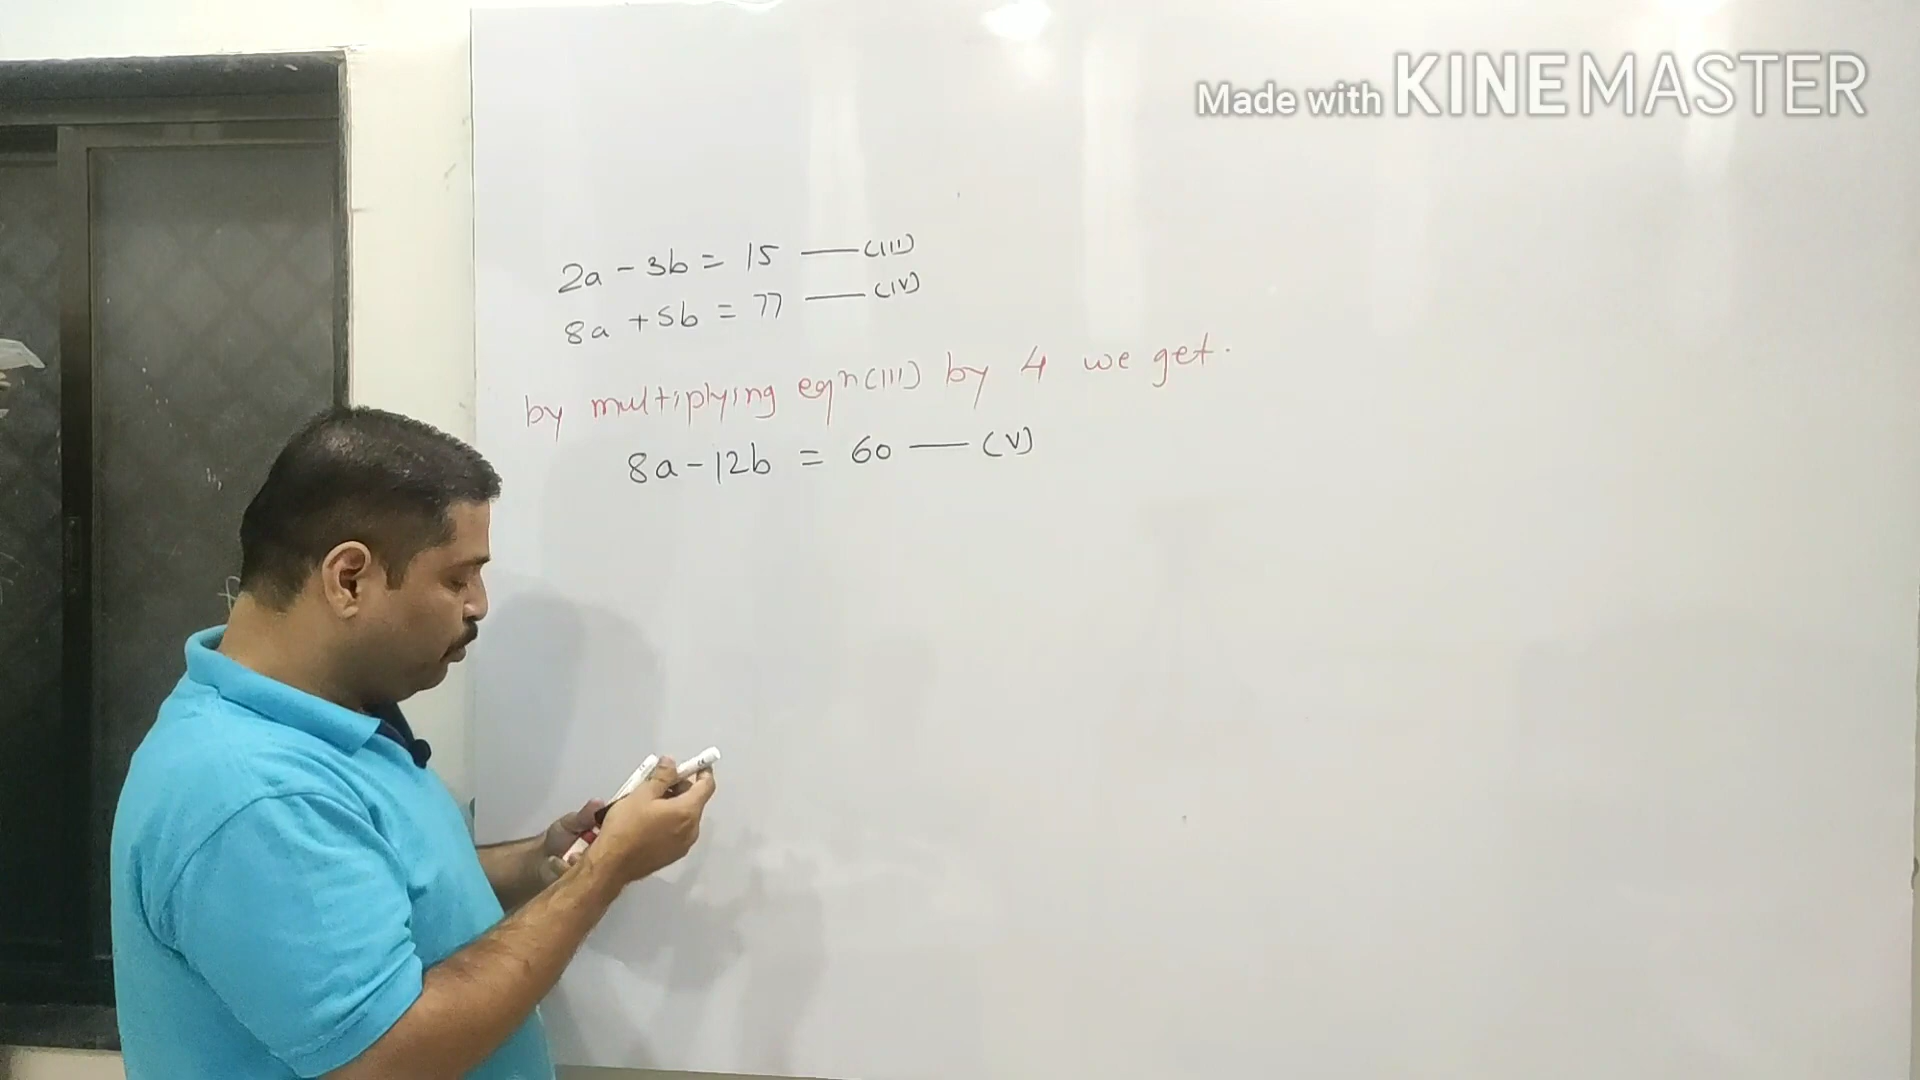 Made with KINEMASTER
2a - 3b = 15 — (III)
8a + 5b = 77 — (IV)
by multiplying eqn (III) by 4 we get.
8a - 12b = 60 — (V)